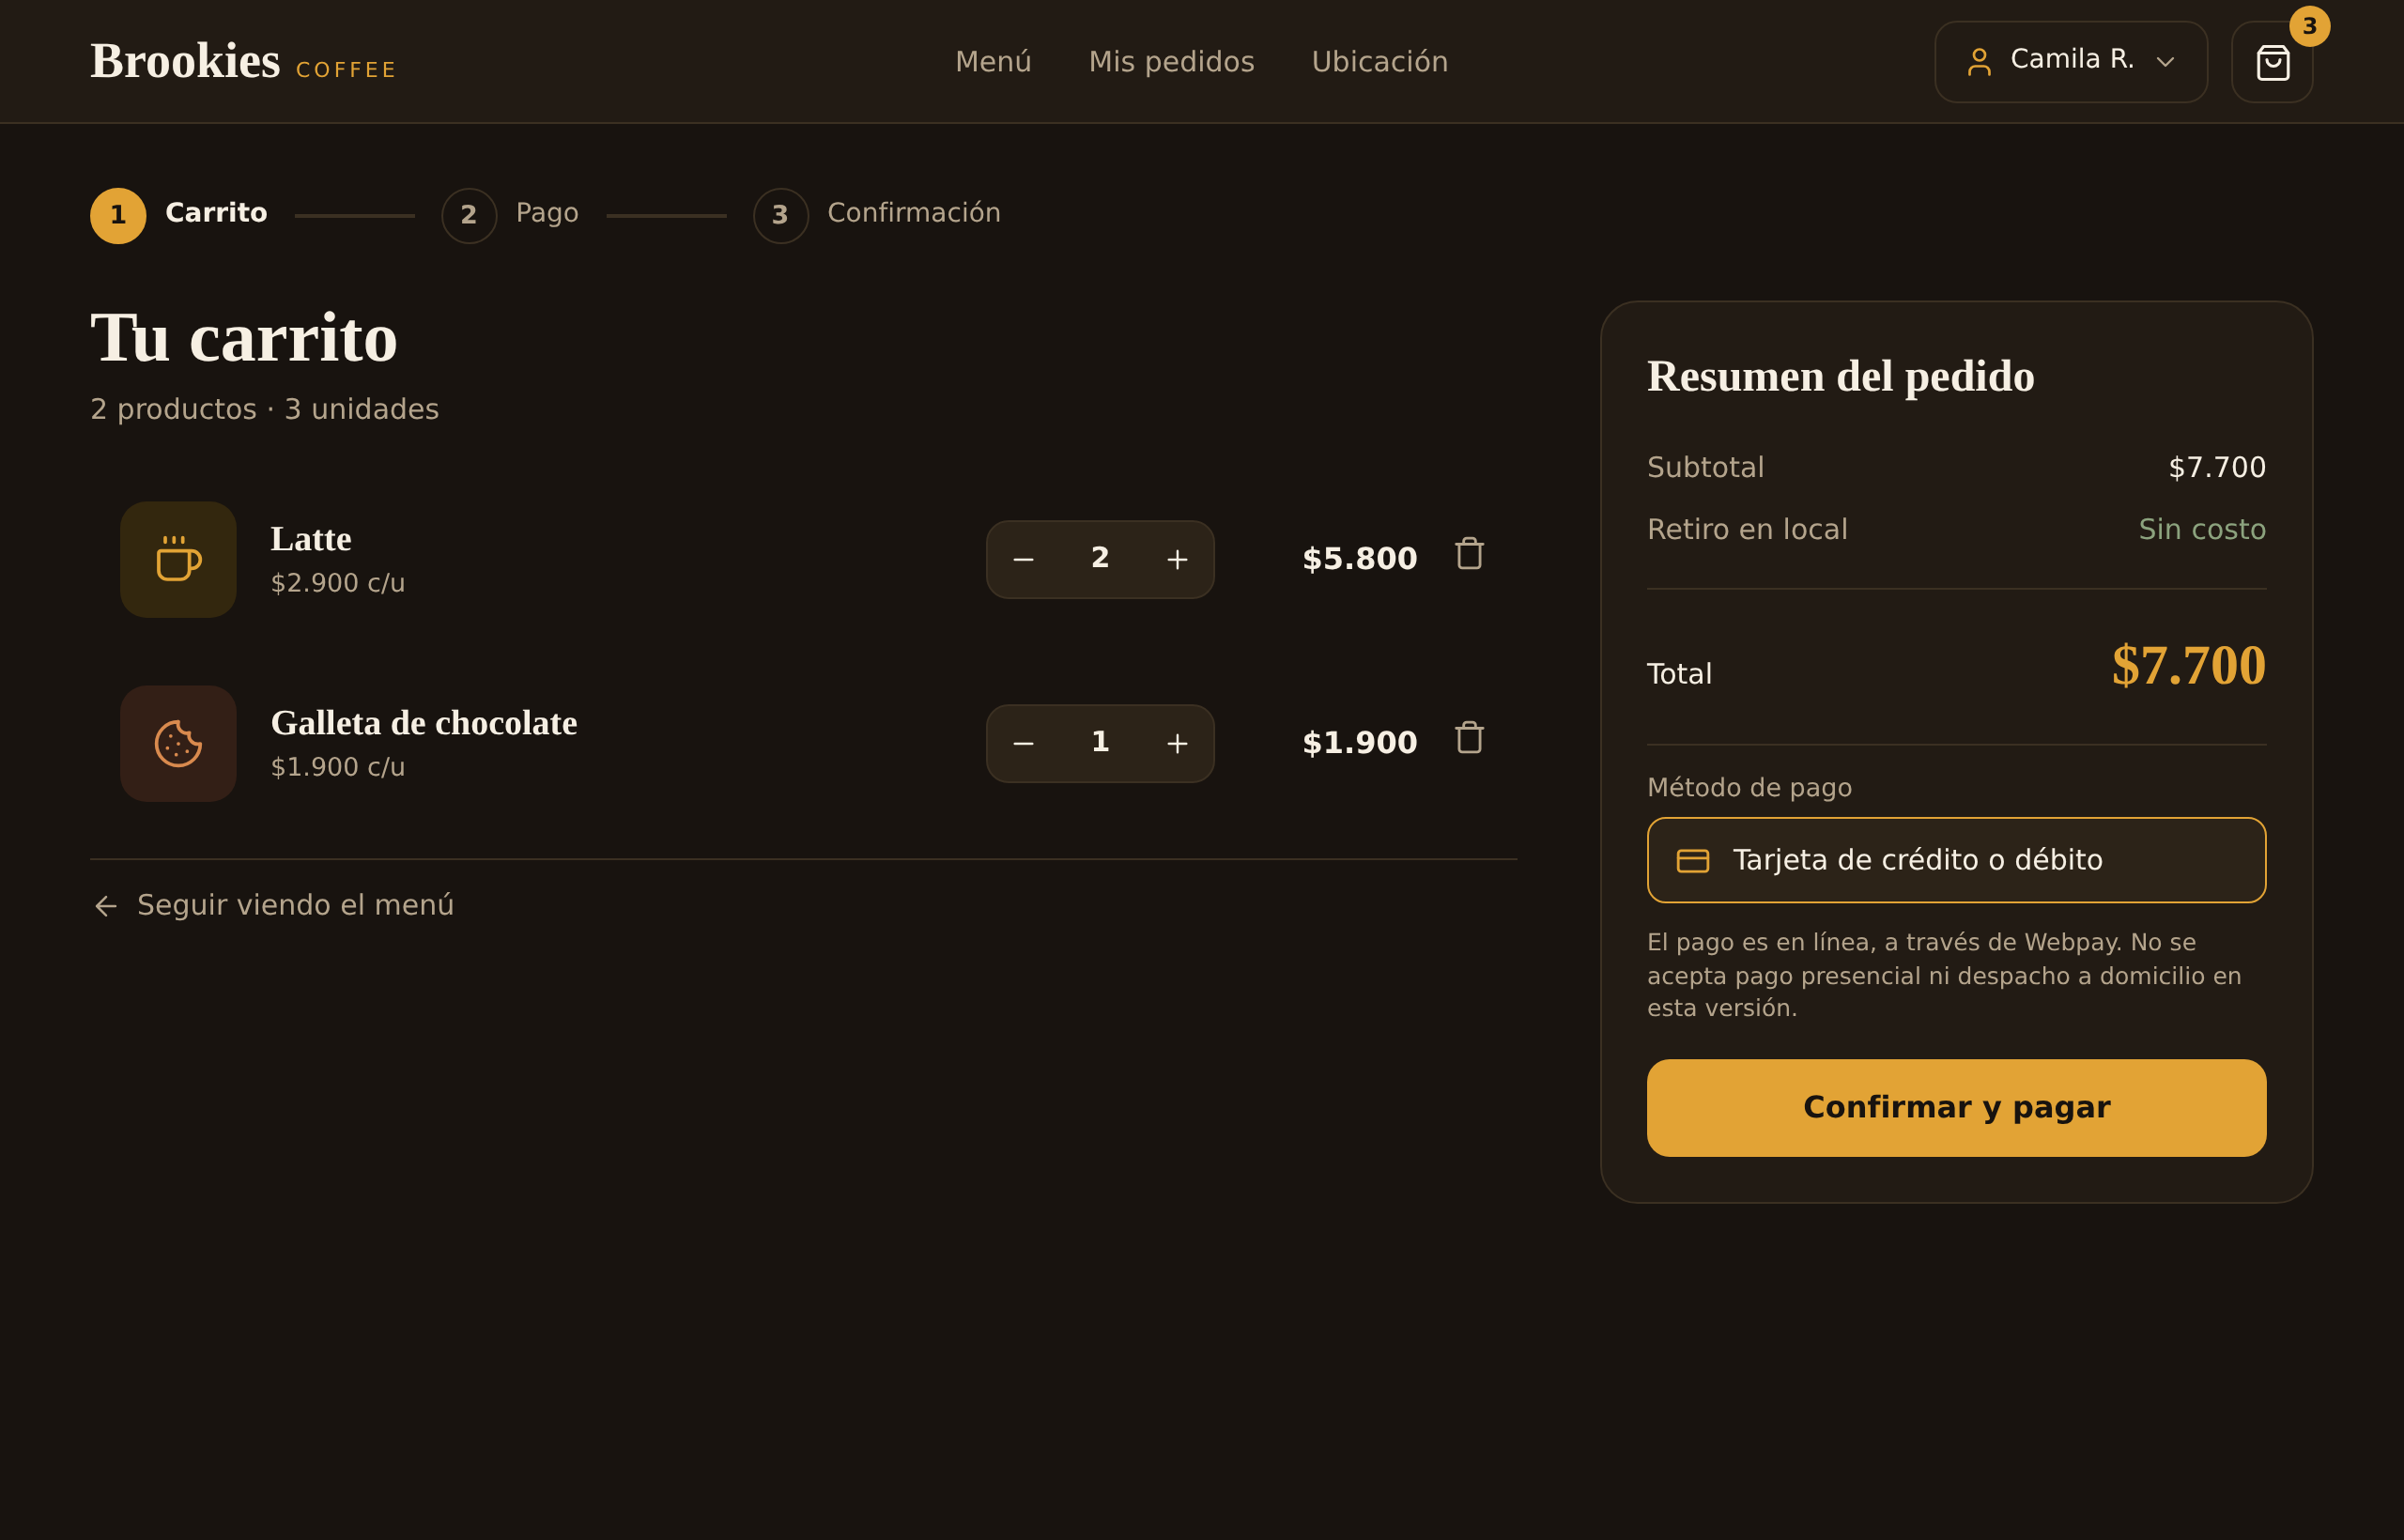 Brookies COFFEE
Menú
Mis pedidos
Ubicación
Camila R.
3
1 Carrito
2 Pago
3 Confirmación
Tu carrito
2 productos · 3 unidades
Latte
$2.900 c/u
− 2 +
$5.800
Galleta de chocolate
$1.900 c/u
− 1 +
$1.900
← Seguir viendo el menú
Resumen del pedido
Subtotal $7.700
Retiro en local Sin costo
Total $7.700
Método de pago
Tarjeta de crédito o débito
El pago es en línea, a través de Webpay. No se
acepta pago presencial ni despacho a domicilio en
esta versión.
Confirmar y pagar